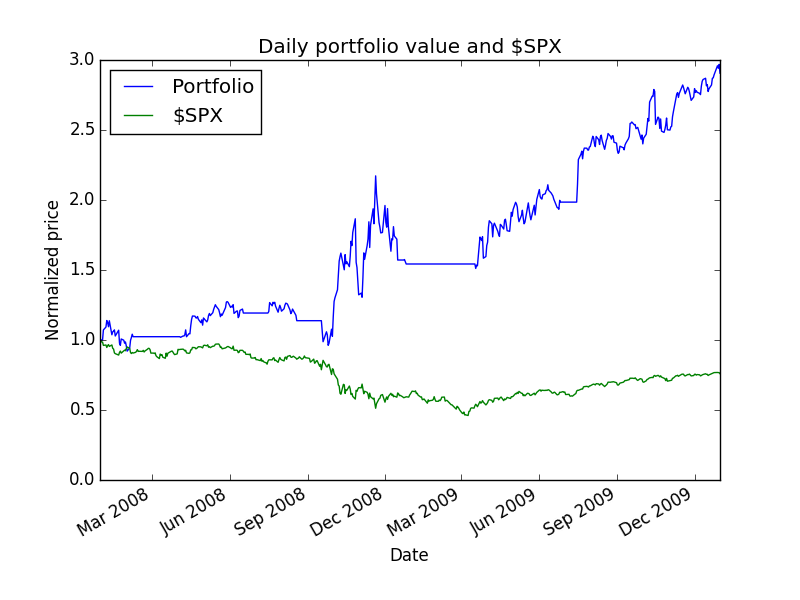 Daily portfolio value and $SPX
Portfolio
$SPX
3.0
2.5
2.0
1.5
1.0
0.5
0.0
Normalized price
Mar 2008
Jun 2008
Sep 2008
Dec 2008
Mar 2009
Jun 2009
Sep 2009
Dec 2009
Date